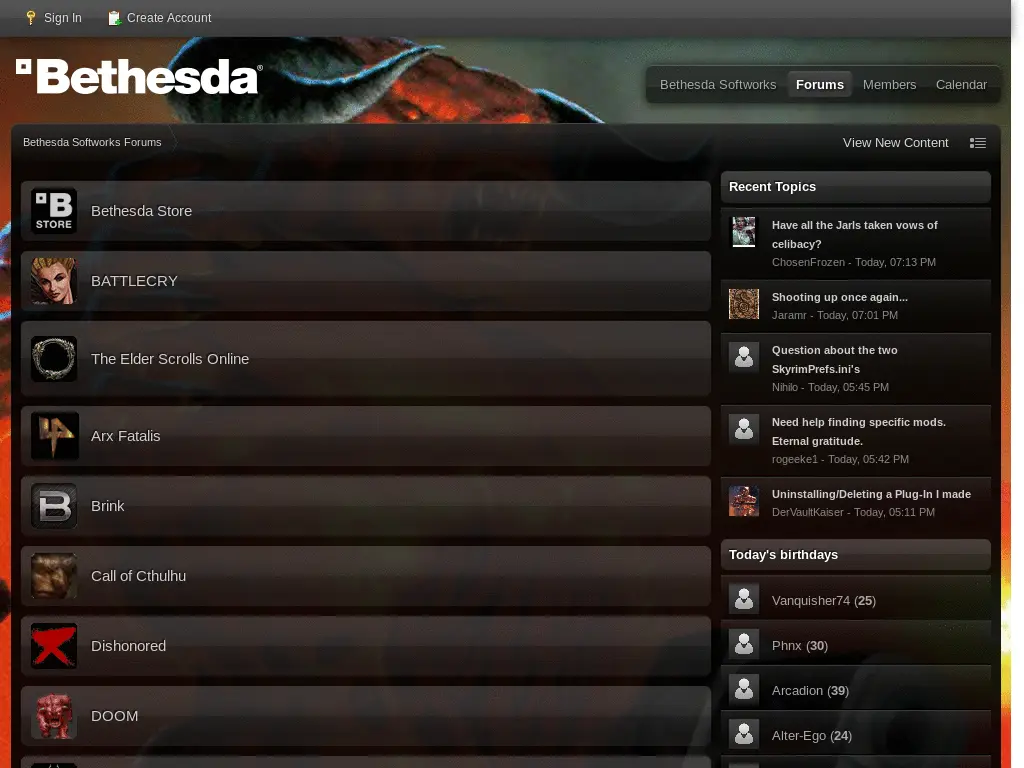 Sign In
Create Account
Bethesda®
Bethesda Softworks
Forums
Members
Calendar
Bethesda Softworks Forums
View New Content
B
STORE
Bethesda Store
BATTLECRY
The Elder Scrolls Online
Arx Fatalis
B
Brink
Call of Cthulhu
Dishonored
DOOM
Recent Topics
Have all the Jarls taken vows of
celibacy?
ChosenFrozen - Today, 07:13 PM
Shooting up once again...
Jaramr - Today, 07:01 PM
Question about the two
SkyrimPrefs.ini's
Nihilo - Today, 05:45 PM
Need help finding specific mods.
Eternal gratitude.
rogeeke1 - Today, 05:42 PM
Uninstalling/Deleting a Plug-In I made
DerVaultKaiser - Today, 05:11 PM
Today's birthdays
Vanquisher74 (25)
Phnx (30)
Arcadion (39)
Alter-Ego (24)